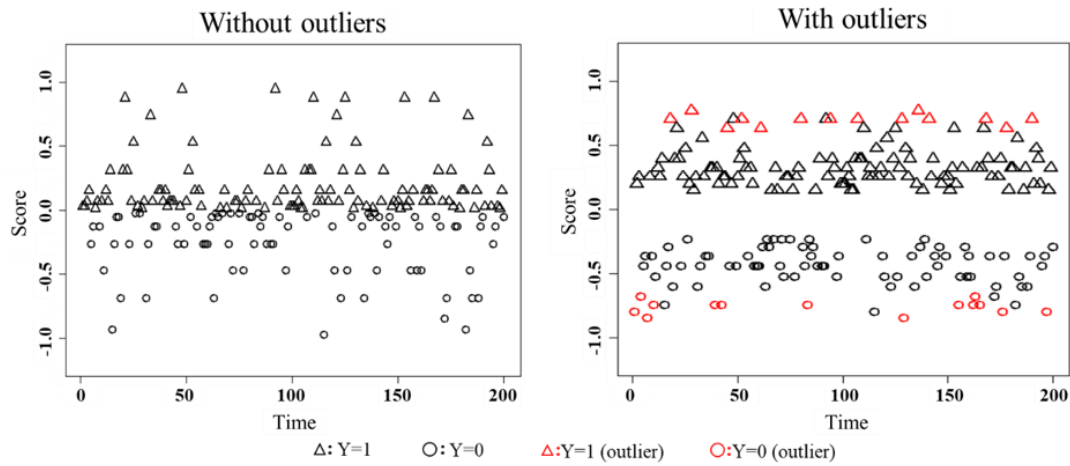 Without outliers
With outliers
1.0
0.5
0.0
-0.5
-1.0
Score
0 50 100 150 200
Time
1.0
0.5
0.0
-0.5
-1.0
Score
0 50 100 150 200
Time
△: Y=1 ○: Y=0 △: Y=1 (outlier) ○: Y=0 (outlier)